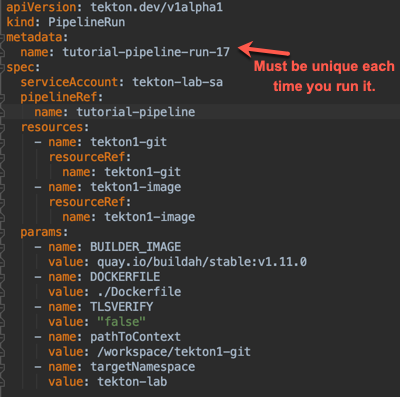 apiVersion: tekton.dev/v1alpha1
kind: PipelineRun
metadata:
  name: tutorial-pipeline-run-17
Must be unique each
time you run it.
spec:
  serviceAccount: tekton-lab-sa
  pipelineRef:
    name: tutorial-pipeline
  resources:
    - name: tekton1-git
      resourceRef:
        name: tekton1-git
    - name: tekton1-image
      resourceRef:
        name: tekton1-image
  params:
    - name: BUILDER_IMAGE
      value: quay.io/buildah/stable:v1.11.0
    - name: DOCKERFILE
      value: ./Dockerfile
    - name: TLSVERIFY
      value: "false"
    - name: pathToContext
      value: /workspace/tekton1-git
    - name: targetNamespace
      value: tekton-lab